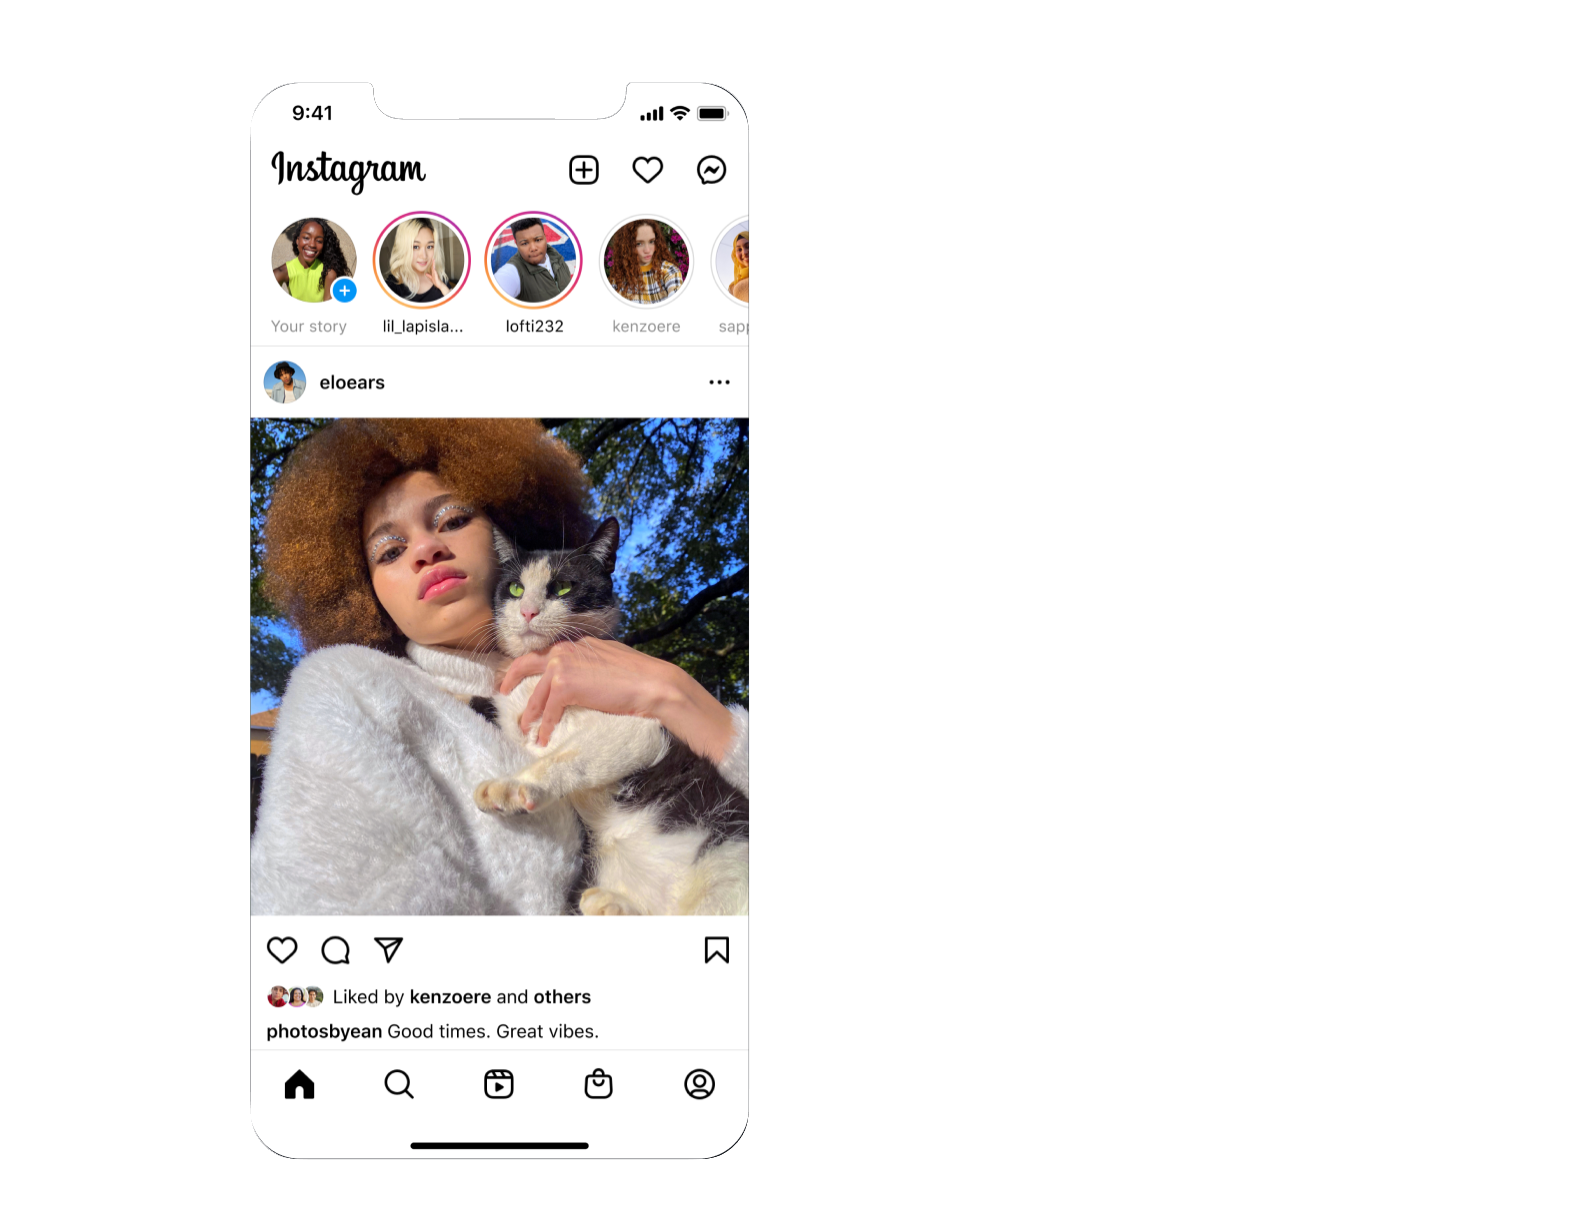 9:41
Instagram
Your story
lil_lapisla...
lofti232
kenzoere
sapp
eloears
Liked by kenzoere and others
photosbyean Good times. Great vibes.